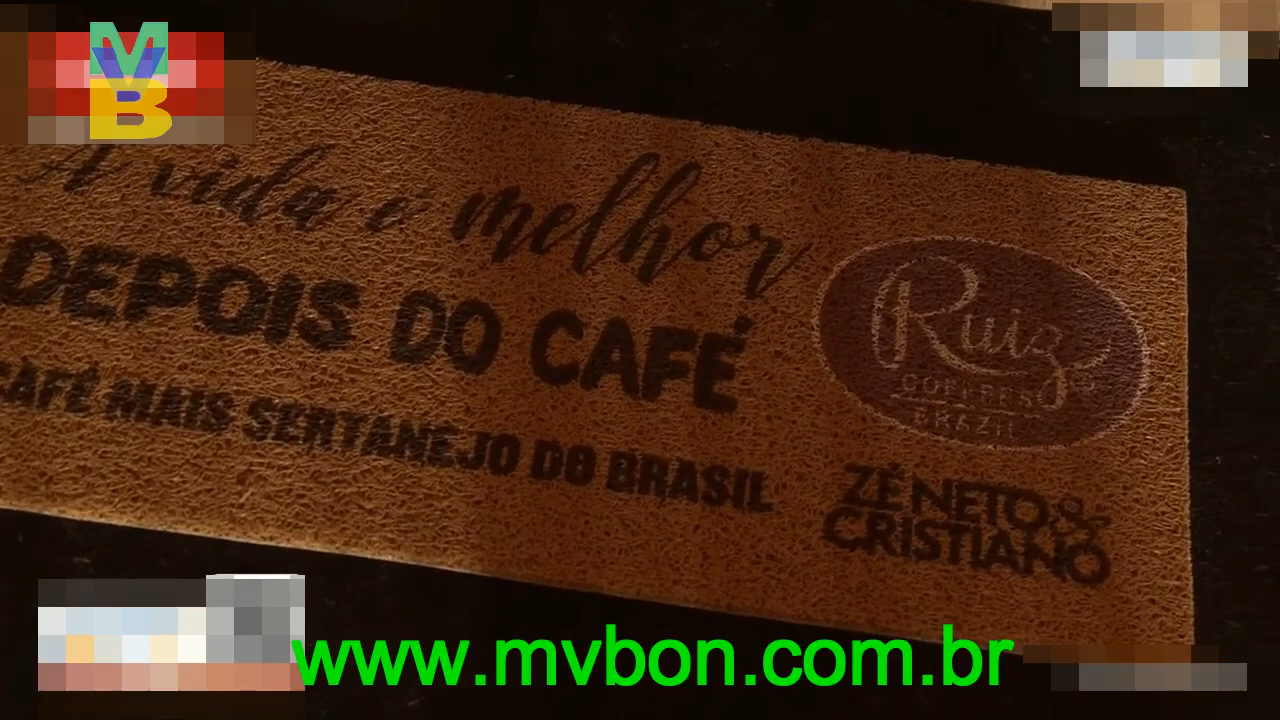 MVB
A vida é melhor
DEPOIS DO CAFÉ
CAFÉ MAIS SERTANEJO DO BRASIL
Ruiz
COFFEES
BRAZIL
ZÉ NETO &
CRISTIANO
www.mvbon.com.br